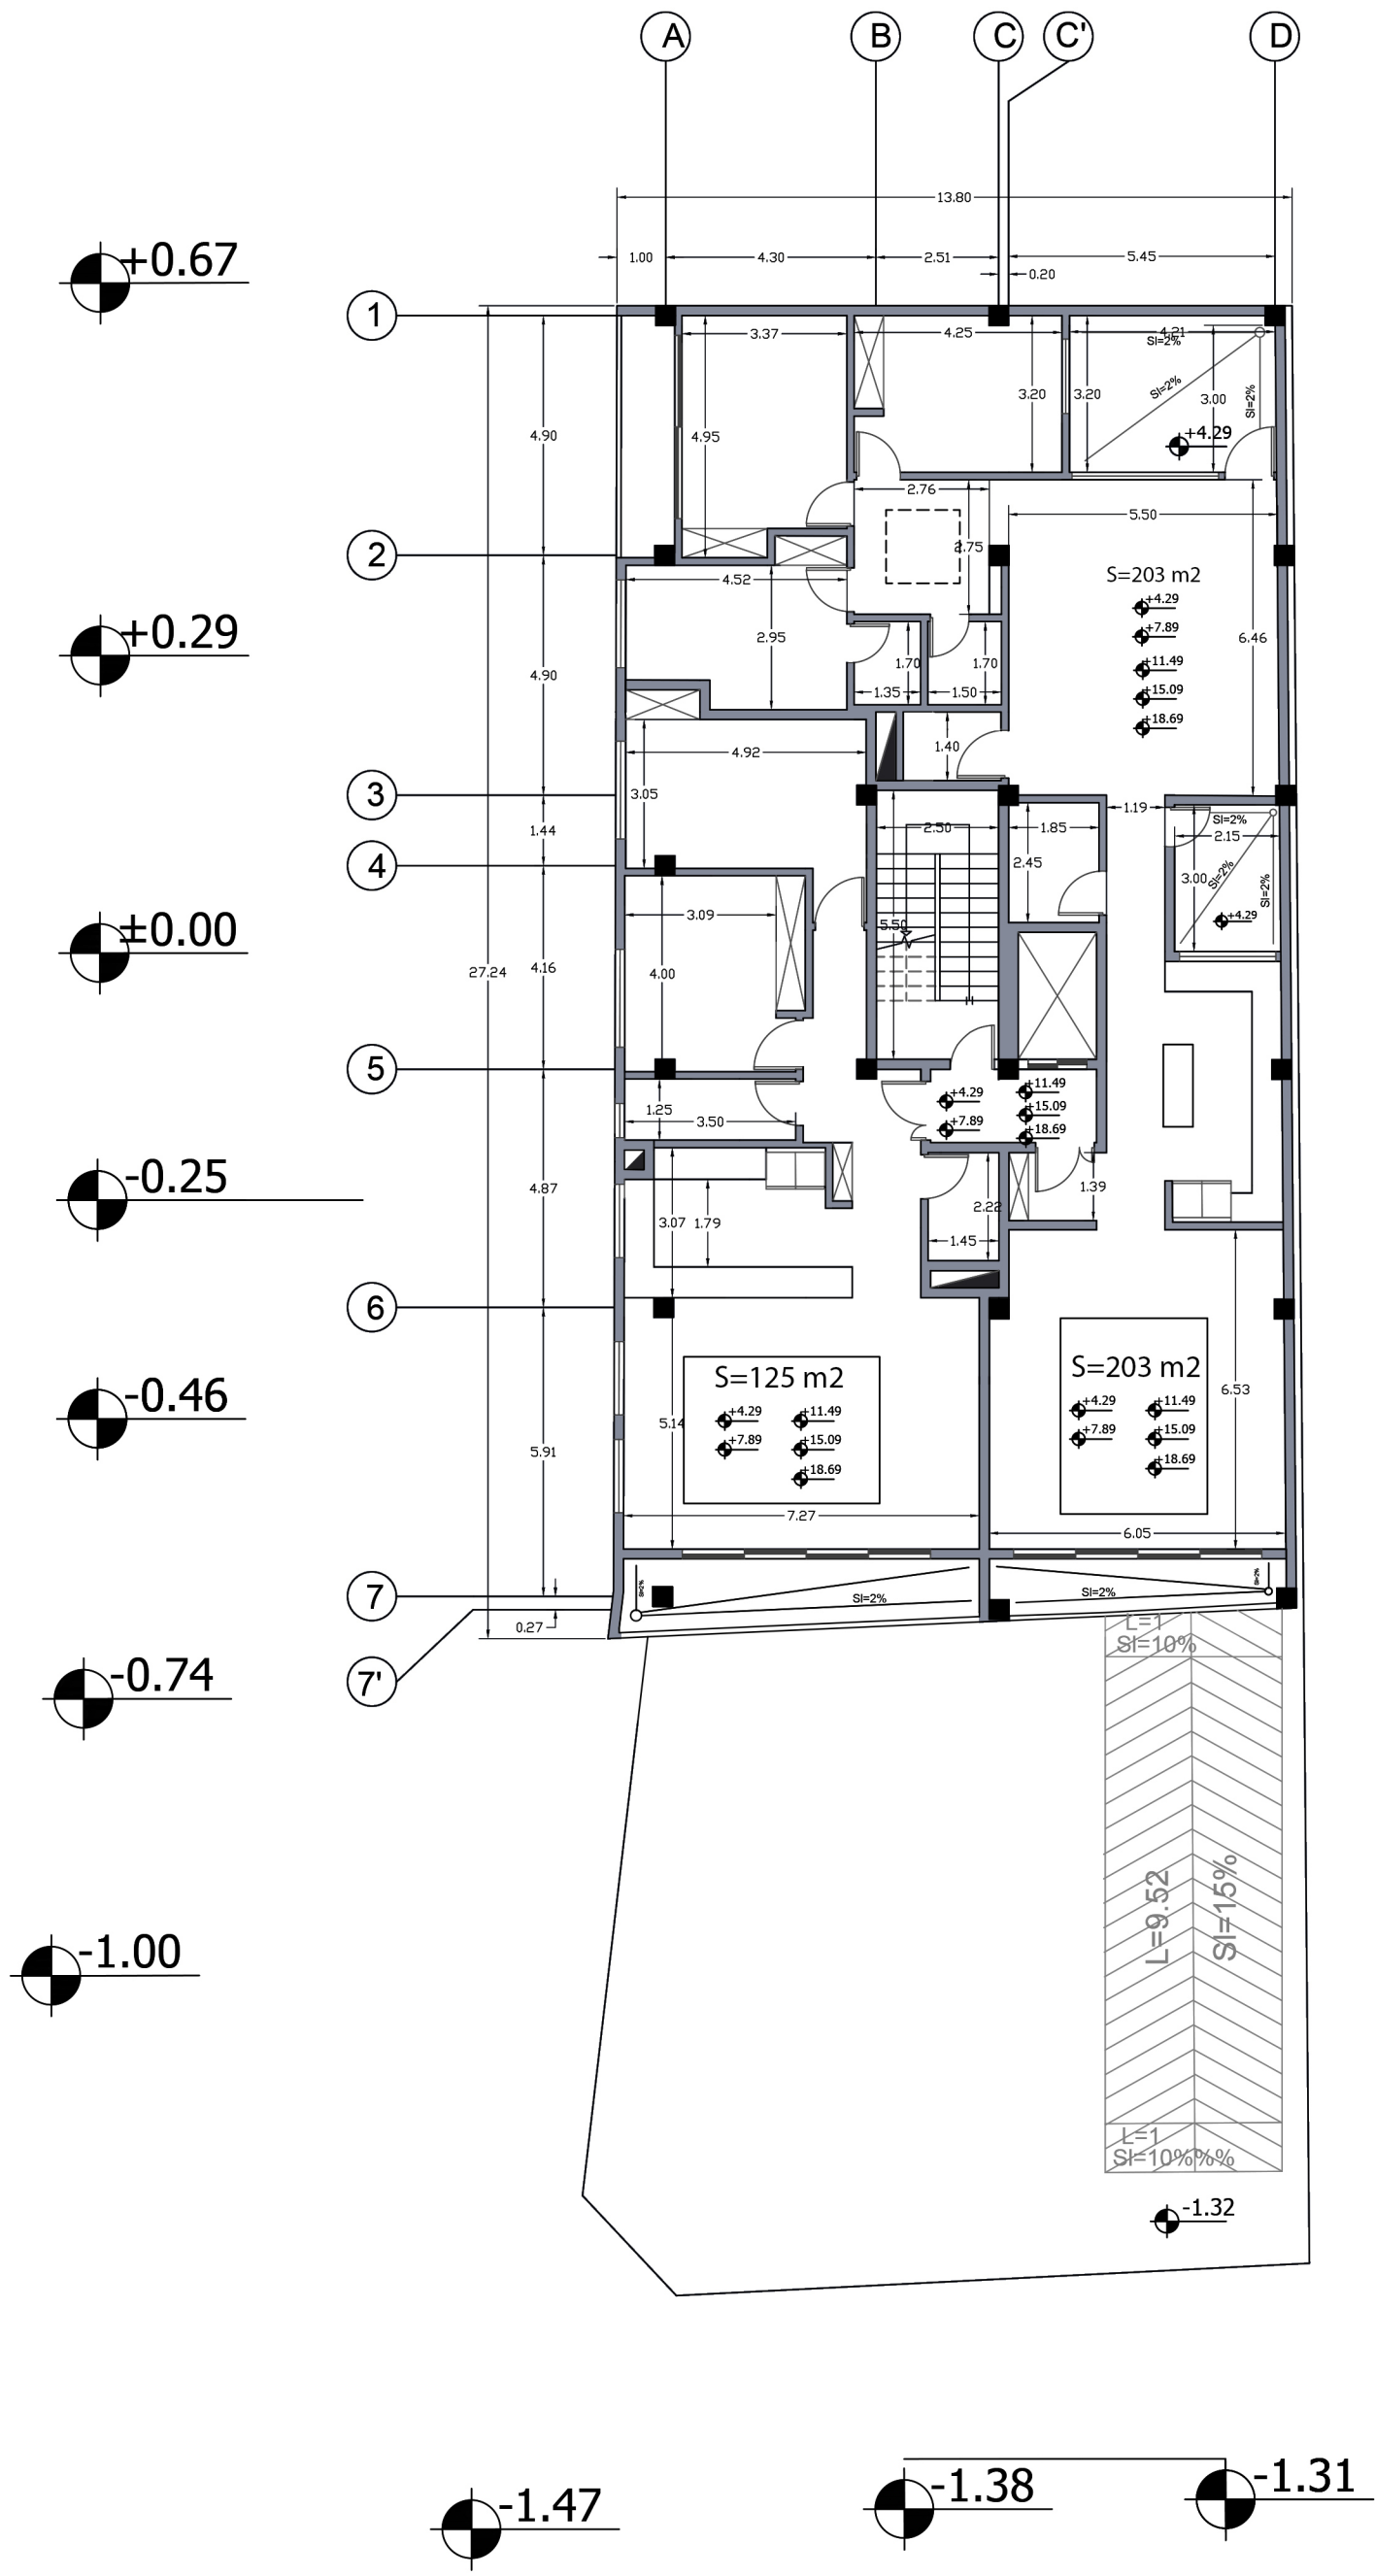 A B C C' D
13.80
+0.67
1.00 4.30 2.51 5.45
0.20
1
3.37 4.25 4.21
Sl=2%
Sl=2%
3.20 3.20 3.00 Sl=2%
4.90 4.95 +4.29
2.76
5.50
2 2.75
4.52 S=203 m2
+4.29
+0.29 +7.89
2.95 6.46
1.70 1.70 +11.49
4.90
1.35 1.50 +15.09
+18.69
4.92 1.40
3 3.05 1.19
1.44 2.50 1.85 Sl=2%
2.15
4 2.45
3.00 Sl=2% Sl=2%
3.09
±0.00 5.50 +4.29
27.24 4.16 4.00
5
+4.29 +11.49
1.25 +15.09
3.50 +7.89 +18.69
-0.25
4.87 1.39
3.07 1.79 2.22
1.45
6
S=125 m2 S=203 m2
-0.46 6.53
+4.29 +11.49 +4.29 +11.49
5.14
+7.89 +15.09 +7.89 +15.09
5.91
+18.69 +18.69
7.27 6.05
Sl=2% Sl=2%
7 Sl=2% Sl=2%
0.27
L=1
Sl=10%
-0.74 7'
L=9.52 Sl=15%
-1.00
L=1
Sl=10%%%
-1.32
-1.47 -1.38 -1.31